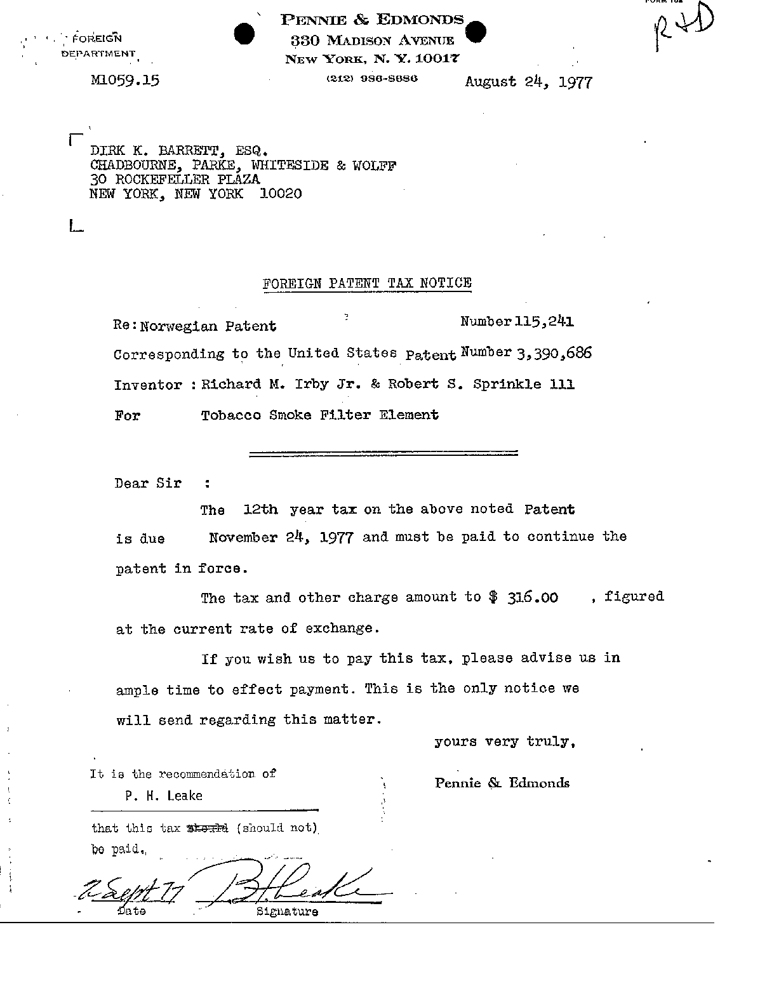 FORM 102
R+D
FOREIGN
DEPARTMENT
PENNIE & EDMONDS
330 MADISON AVENUE
NEW YORK, N. Y. 10017
(212) 986-8686
M1059.15
August 24, 1977
DIRK K. BARRETT, ESQ.
CHADBOURNE, PARKE, WHITESIDE & WOLFF
30 ROCKEFELLER PLAZA
NEW YORK, NEW YORK 10020
FOREIGN PATENT TAX NOTICE
Re: Norwegian Patent Number 115,241
Corresponding to the United States Patent Number 3,390,686
Inventor : Richard M. Irby Jr. & Robert S. Sprinkle lll
For Tobacco Smoke Filter Element
Dear Sir :
The 12th year tax on the above noted Patent
is due November 24, 1977 and must be paid to continue the
patent in force.
The tax and other charge amount to $ 316.00 , figured
at the current rate of exchange.
If you wish us to pay this tax, please advise us in
ample time to effect payment. This is the only notice we
will send regarding this matter.
yours very truly,
Pennie & Edmonds
It is the recommendation of
P. H. Leake
that this tax should (should not)
be paid.
2 Sept 77 P.H. Leake
Date Signature